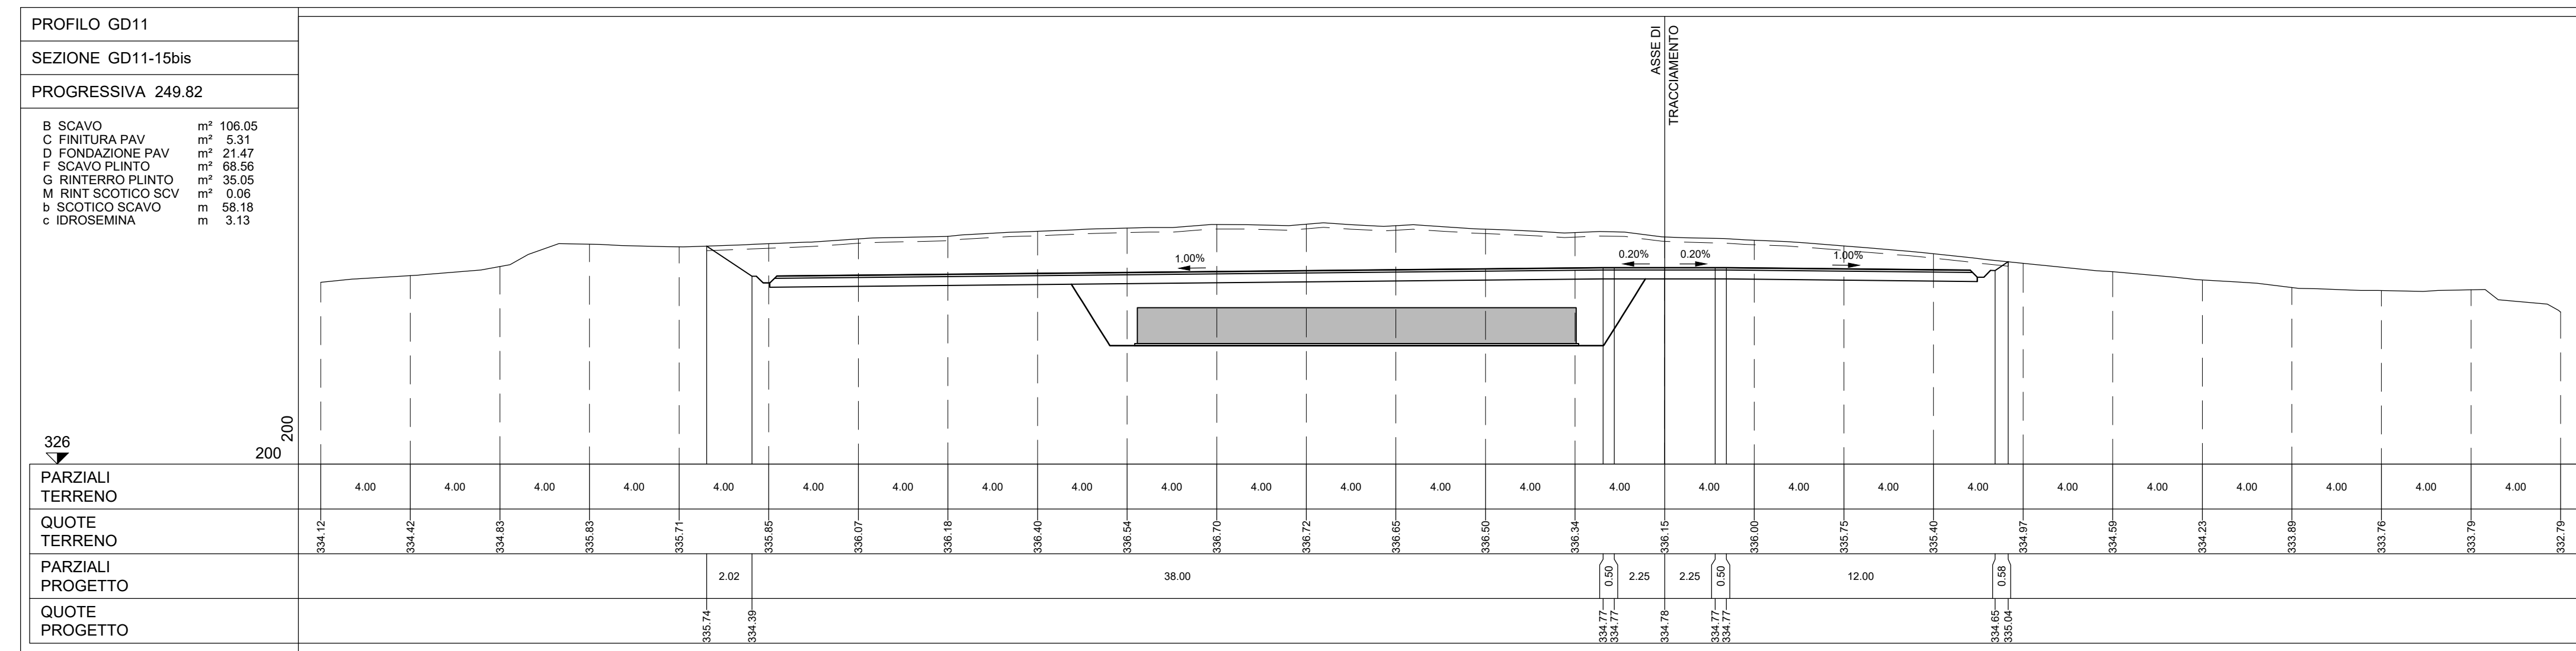 PROFILO GD11
SEZIONE GD11-15bis
PROGRESSIVA 249.82
B SCAVO m² 106.05
C FINITURA PAV m² 5.31
D FONDAZIONE PAV m² 21.47
F SCAVO PLINTO m² 68.56
G RINTERRO PLINTO m² 35.05
M RINT SCOTICO SCV m² 0.06
b SCOTICO SCAVO m 58.18
c IDROSEMINA m 3.13
ASSE DI
TRACCIAMENTO
1.00% 0.20% 0.20% 1.00%
326
200
200
PARZIALI
TERRENO
4.00 4.00 4.00 4.00 4.00 4.00 4.00 4.00 4.00 4.00 4.00 4.00 4.00 4.00 4.00 4.00 4.00 4.00 4.00 4.00 4.00 4.00 4.00 4.00 4.00
QUOTE
TERRENO
334.12 334.42 334.83 335.83 335.71 335.85 336.07 336.18 336.40 336.54 336.70 336.72 336.65 336.50 336.34 336.15 336.00 335.75 335.40 334.97 334.59 334.23 333.89 333.76 333.79 332.79
PARZIALI
PROGETTO
2.02 38.00 0.50 2.25 2.25 0.50 12.00 0.58
QUOTE
PROGETTO
335.74 334.39 334.77 334.77 334.78 334.77 334.77 334.65 335.04